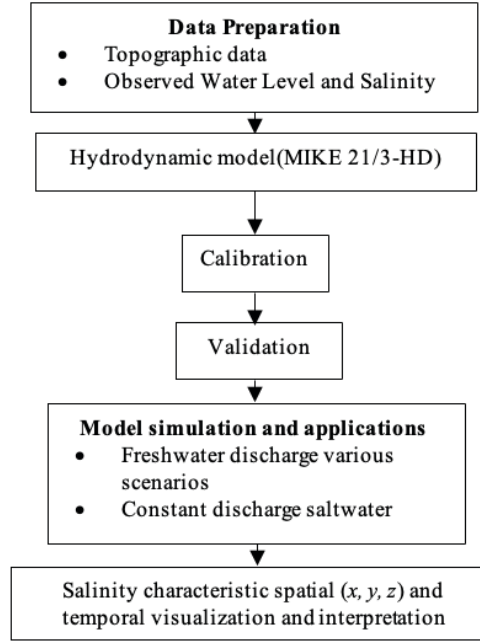 Data Preparation
• Topographic data
• Observed Water Level and Salinity
Hydrodynamic model(MIKE 21/3-HD)
Calibration
Validation
Model simulation and applications
• Freshwater discharge various
scenarios
• Constant discharge saltwater
Salinity characteristic spatial (x, y, z) and
temporal visualization and interpretation